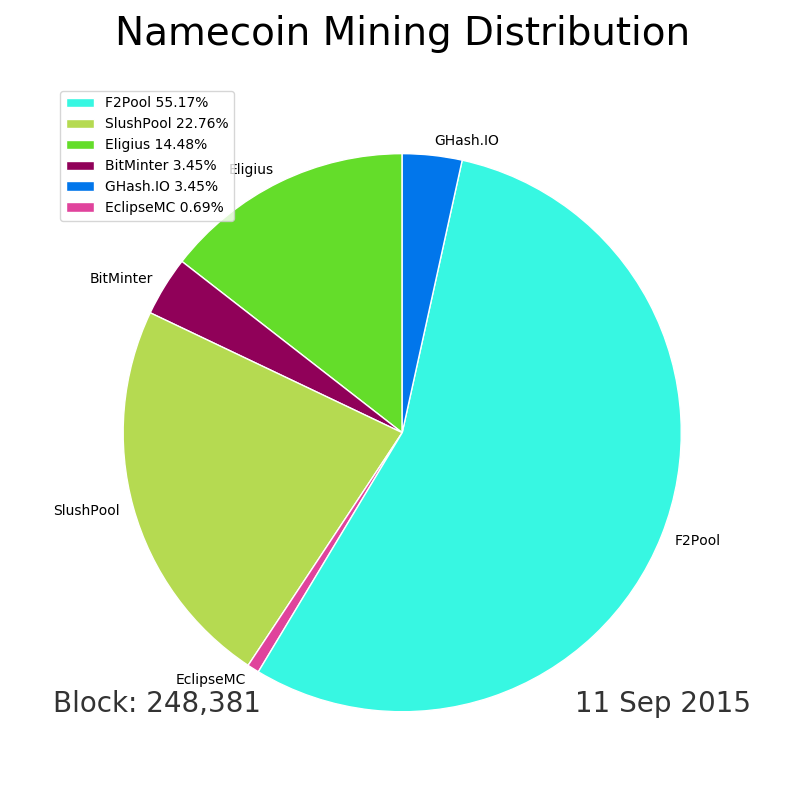 Namecoin Mining Distribution
F2Pool 55.17%
SlushPool 22.76%
Eligius 14.48%
BitMinter 3.45%
GHash.IO 3.45%
EclipseMC 0.69%
GHash.IO
Eligius
BitMinter
SlushPool
F2Pool
EclipseMC
Block: 248,381
11 Sep 2015